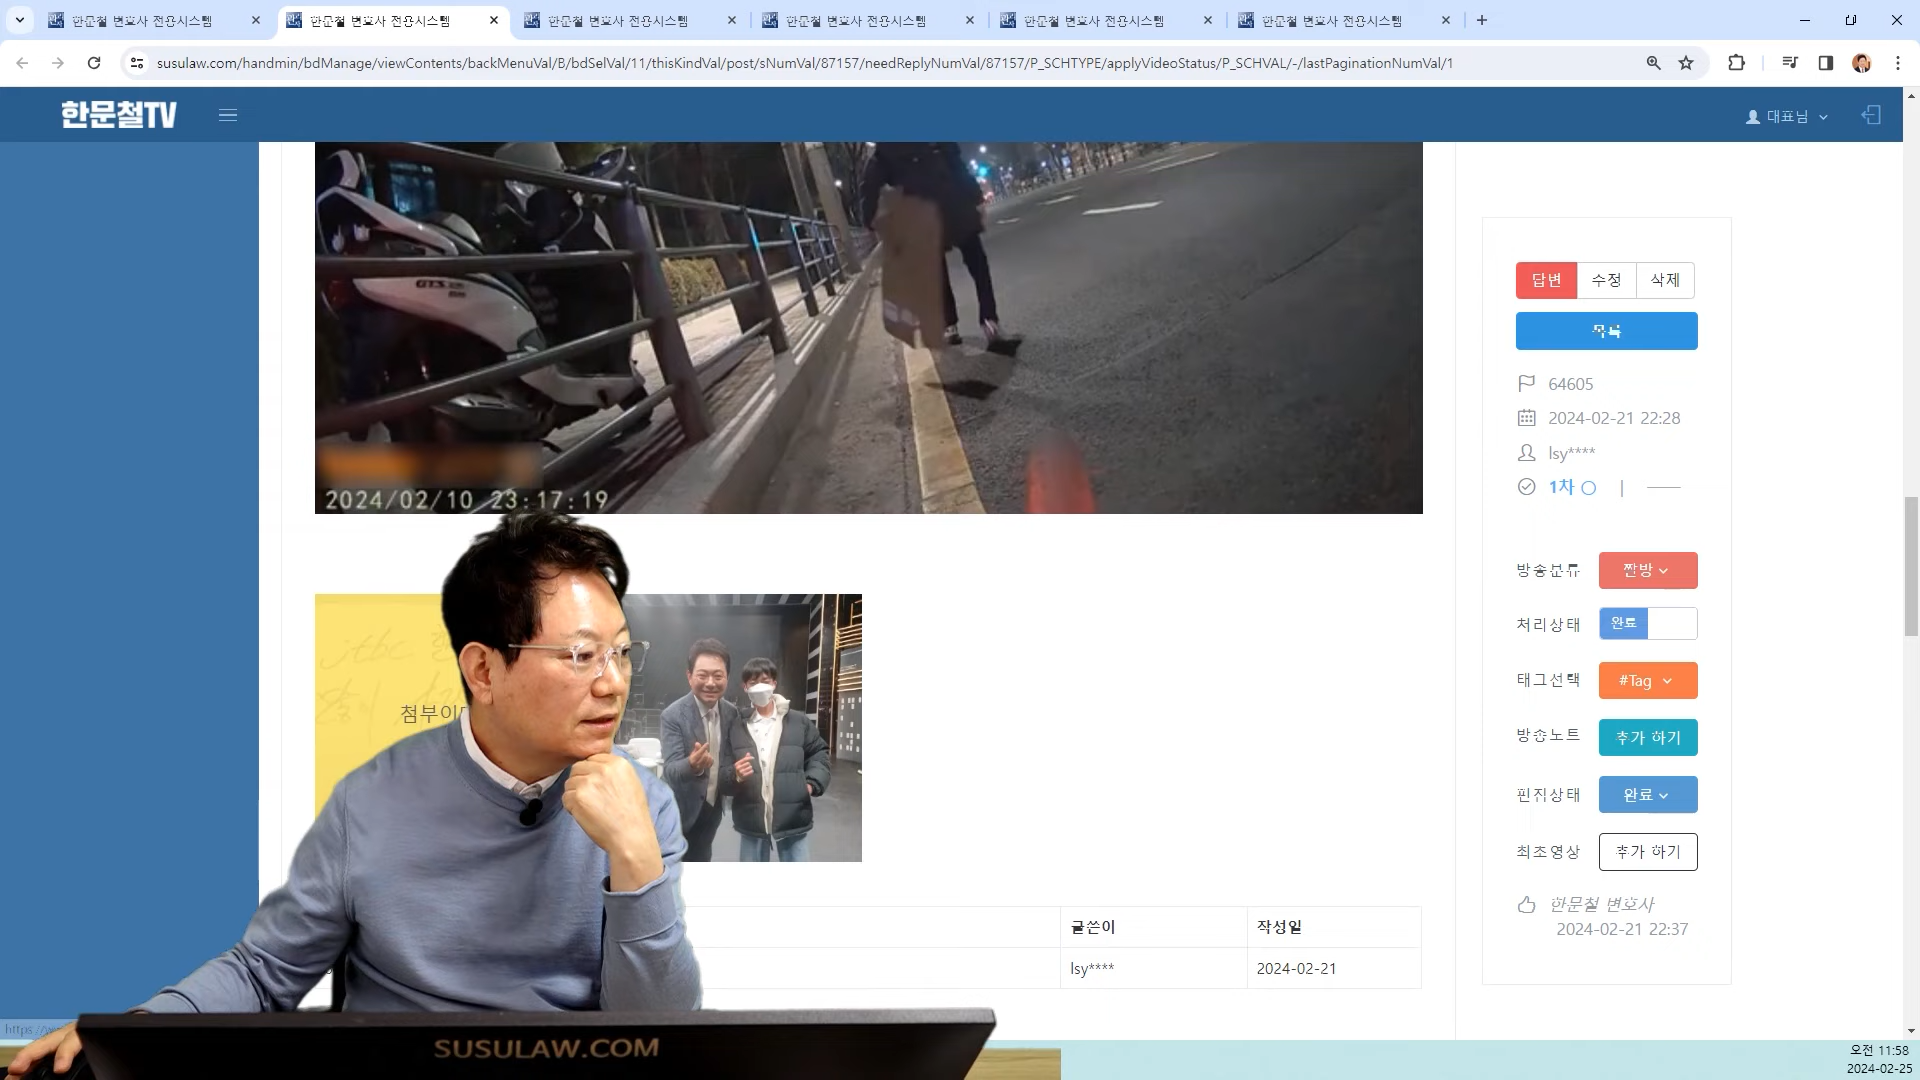 한문철 변호사 전용시스템
한문철 변호사 전용시스템
한문철 변호사 전용시스템
한문철 변호사 전용시스템
한문철 변호사 전용시스템
한문철 변호사 전용시스템
susulaw.com/handmin/bdManage/viewContents/backMenuVal/B/bdSelVal/11/thisKindVal/post/sNumVal/87157/needReplyNumVal/87157/P_SCHTYPE/applyVideoStatus/P_SCHVAL/-/lastPaginationNumVal/1
한문철TV
대표님
2024/02/10 23:17:19
답변 수정 삭제
목록
64605
2024-02-21 22:28
lsy****
1차
방송분류 짠방
처리상태 완료
태그선택 #Tag
방송노트 추가 하기
편집상태 완료
최초영상 추가 하기
한문철 변호사
2024-02-21 22:37
jtbc
첨부이
글쓴이 작성일
lsy**** 2024-02-21
SUSULAW.COM
오전 11:58
2024-02-25